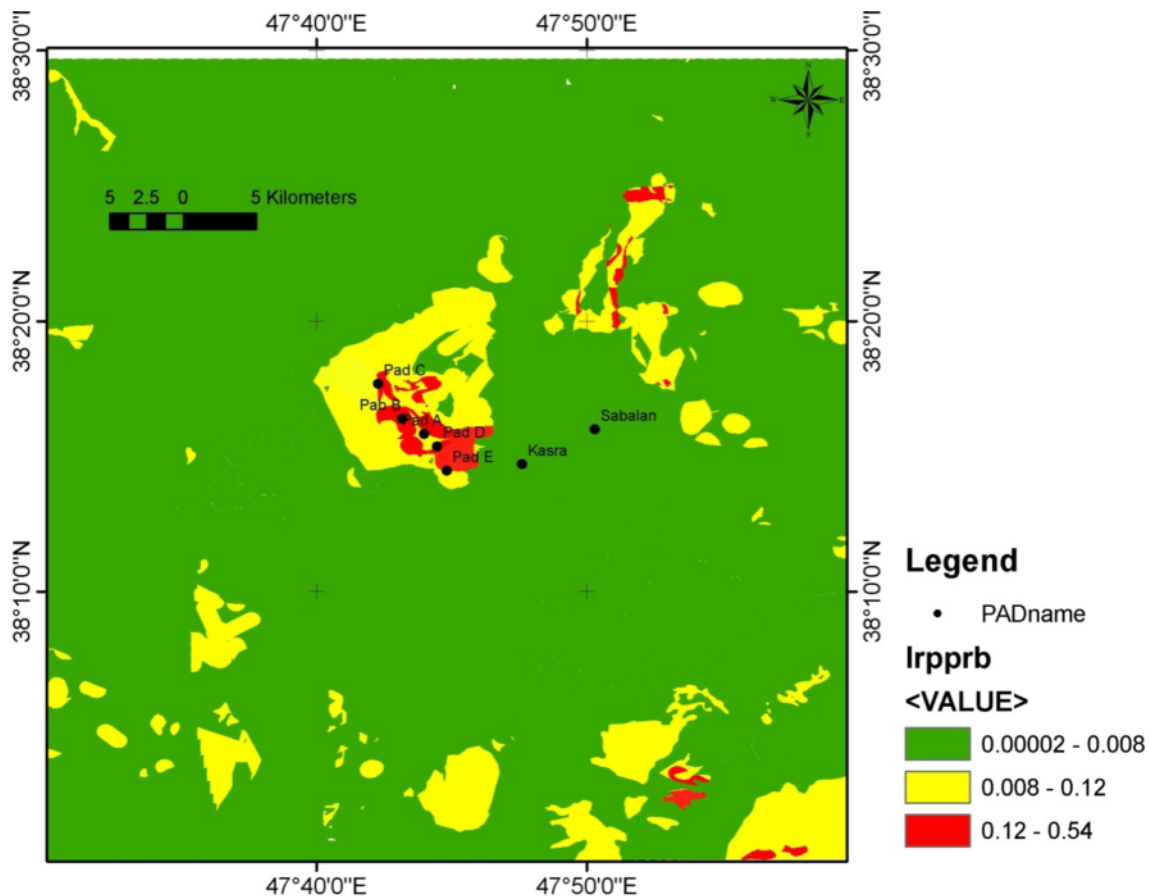 47°40'0"E 47°50'0"E
38°30'0"N 38°30'0"N
N
W E
S
5 2.5 0 5 Kilometers
38°20'0"N 38°20'0"N
Pad C
Pab B
Pad A
Sabalan
Pad D
Kasra
Pad E
38°10'0"N 38°10'0"N
47°40'0"E 47°50'0"E
Legend
PADname
lrpprb
<VALUE>
0.00002 - 0.008
0.008 - 0.12
0.12 - 0.54